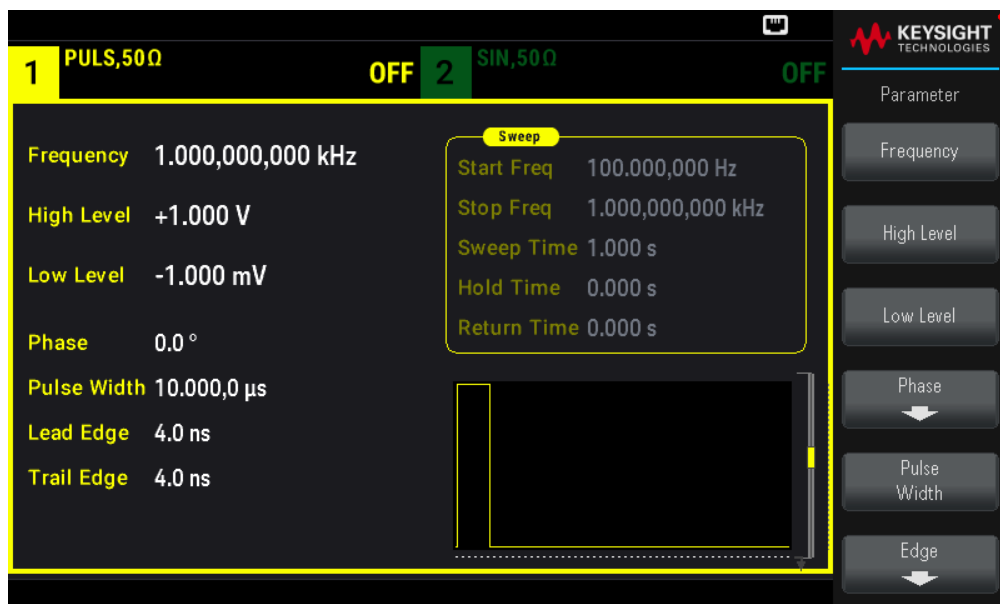 KEYSIGHT
TECHNOLOGIES
1 PULS,50Ω OFF
2 SIN,50Ω OFF
Frequency 1.000,000,000 kHz
High Level +1.000 V
Low Level -1.000 mV
Phase 0.0 °
Pulse Width 10.000,0 µs
Lead Edge 4.0 ns
Trail Edge 4.0 ns
Sweep
Start Freq 100.000,000 Hz
Stop Freq 1.000,000,000 kHz
Sweep Time 1.000 s
Hold Time 0.000 s
Return Time 0.000 s
Parameter
Frequency
High Level
Low Level
Phase
Pulse
Width
Edge